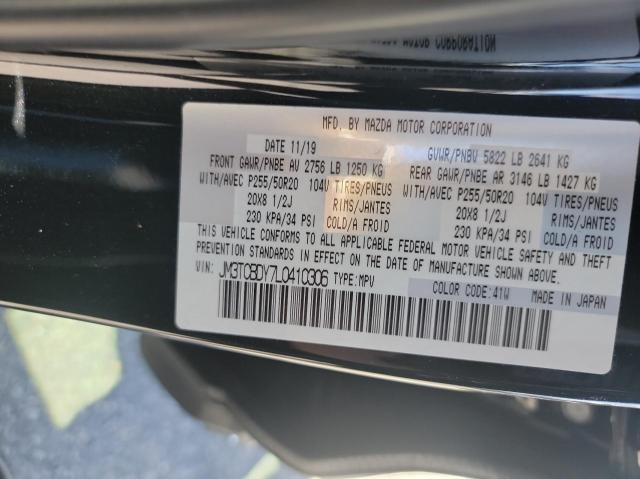 MFD. BY MAZDA MOTOR CORPORATION
DATE 11/19 GVWR/PNBV 5822 LB 2641 KG
FRONT GAWR/PNBE AV 2756 LB 1250 KG REAR GAWR/PNBE AR 3146 LB 1427 KG
WITH/AVEC P255/50R20 104V TIRES/PNEUS WITH/AVEC P255/50R20 104V TIRES/PNEUS
20X8 1/2J RIMS/JANTES 20X8 1/2J RIMS/JANTES
230 KPA/34 PSI COLD/A FROID 230 KPA/34 PSI COLD/A FROID
THIS VEHICLE CONFORMS TO ALL APPLICABLE FEDERAL MOTOR VEHICLE SAFETY AND THEFT
PREVENTION STANDARDS IN EFFECT ON THE DATE OF MANUFACTURE SHOWN ABOVE.
VIN: JM3TCBDY7L0410306 TYPE:MPV COLOR CODE:41W MADE IN JAPAN